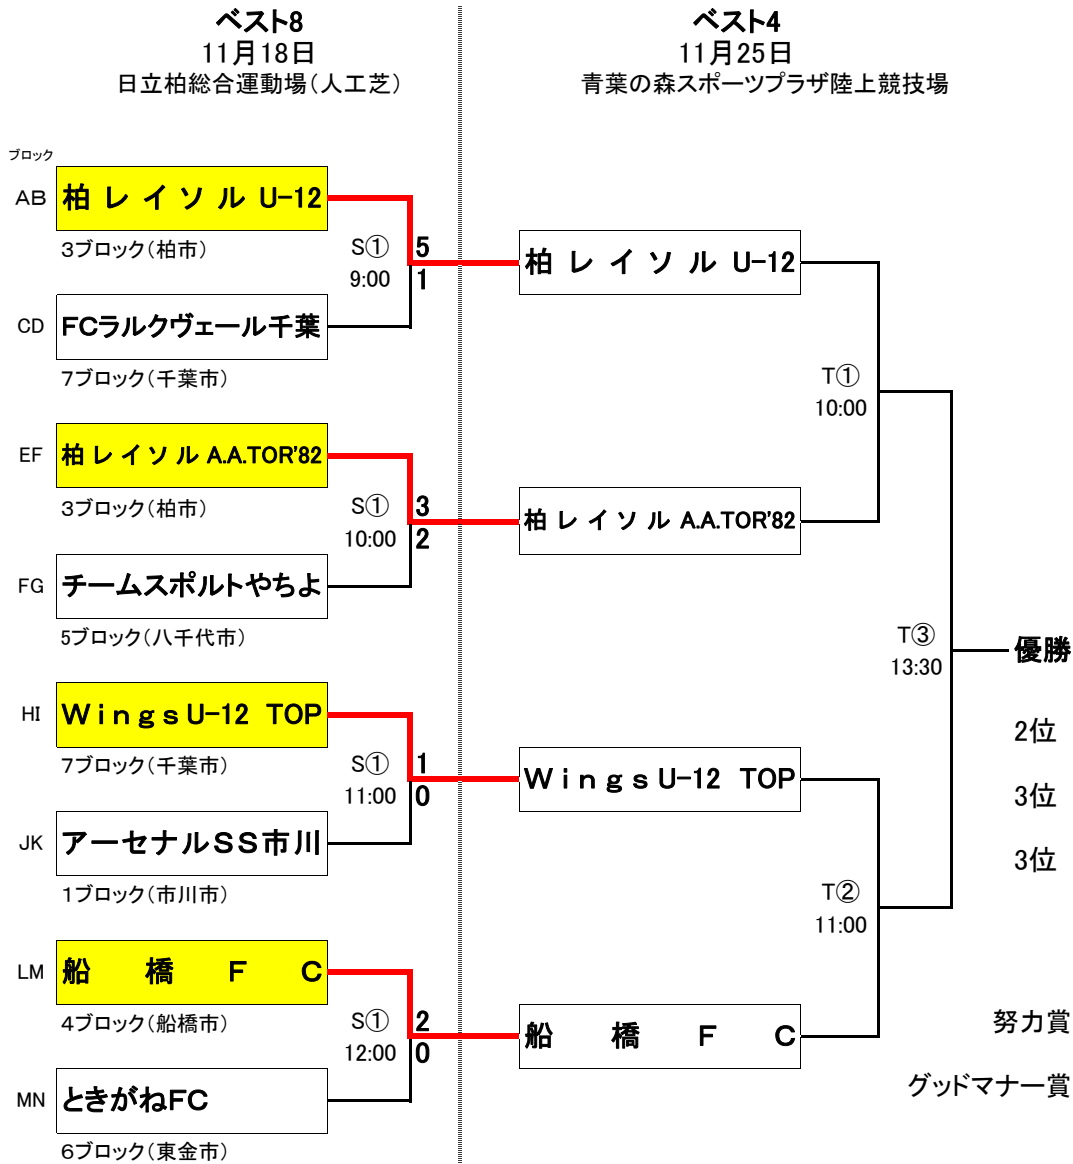 ベスト8
11月18日
日立柏総合運動場(人工芝)
ベスト4
11月25日
青葉の森スポーツプラザ陸上競技場
ブロック
AB 柏レイソル U-12
3ブロック(柏市)
S① 5
9:00 1
CD FCラルクヴェール千葉
7ブロック(千葉市)
EF 柏レイソル A.A.TOR'82
3ブロック(柏市)
S① 3
10:00 2
FG チームスポルトやちよ
5ブロック(八千代市)
HI WingsU-12 TOP
7ブロック(千葉市)
S① 1
11:00 0
JK アーセナルSS市川
1ブロック(市川市)
LM 船橋FC
4ブロック(船橋市)
S① 2
12:00 0
MN ときがねFC
6ブロック(東金市)
柏レイソル U-12
T①
10:00
柏レイソル A.A.TOR'82
T③
13:30
WingsU-12 TOP
T②
11:00
船橋FC
優勝
2位
3位
3位
努力賞
グッドマナー賞